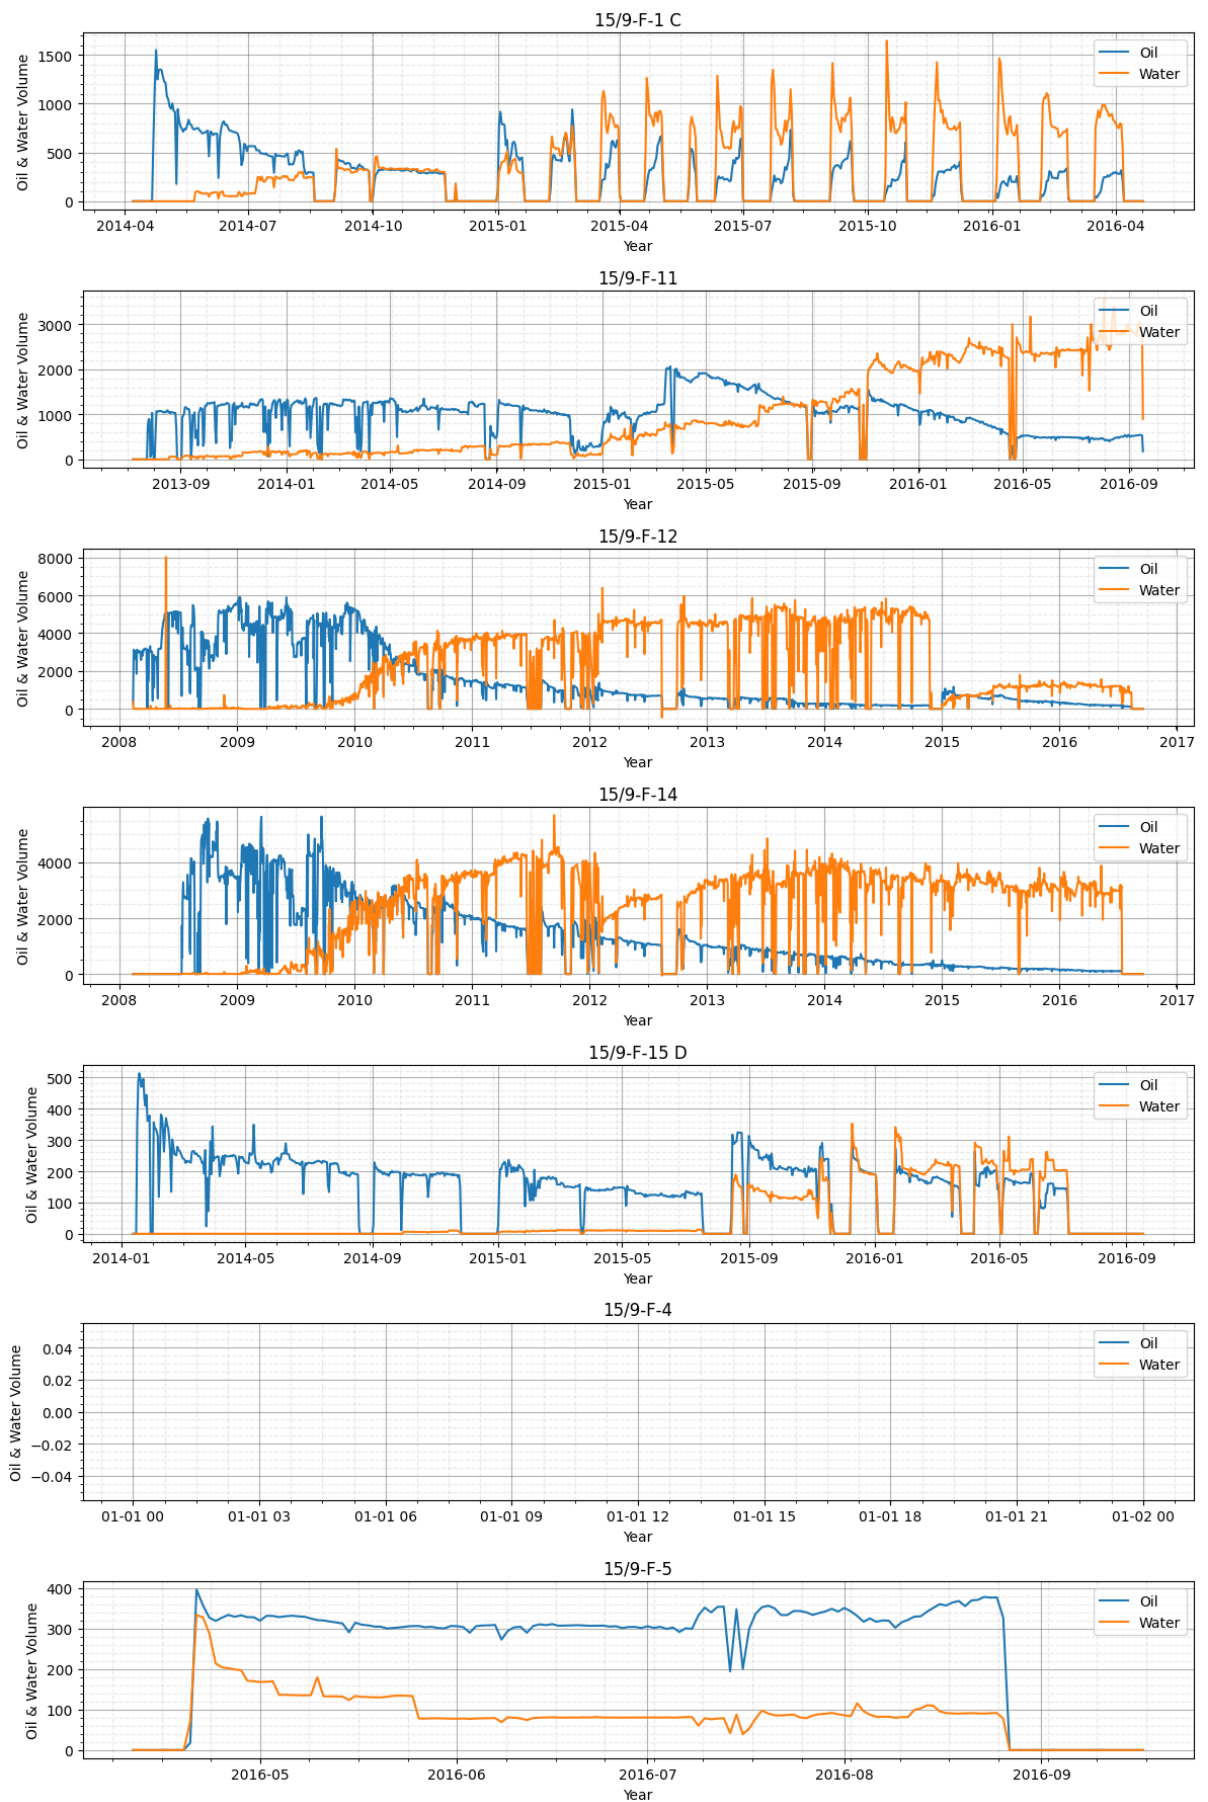 15/9-F-1 C
Oil & Water Volume
1500
1000
500
0
Oil
Water
2014-04 2014-07 2014-10 2015-01 2015-04 2015-07 2015-10 2016-01 2016-04
Year
15/9-F-11
Oil & Water Volume
3000
2000
1000
0
Oil
Water
2013-09 2014-01 2014-05 2014-09 2015-01 2015-05 2015-09 2016-01 2016-05 2016-09
Year
15/9-F-12
Oil & Water Volume
8000
6000
4000
2000
0
Oil
Water
2008 2009 2010 2011 2012 2013 2014 2015 2016 2017
Year
15/9-F-14
Oil & Water Volume
4000
2000
0
Oil
Water
2008 2009 2010 2011 2012 2013 2014 2015 2016 2017
Year
15/9-F-15 D
Oil & Water Volume
500
400
300
200
100
0
Oil
Water
2014-01 2014-05 2014-09 2015-01 2015-05 2015-09 2016-01 2016-05 2016-09
Year
15/9-F-4
Oil & Water Volume
0.04
0.02
0.00
−0.02
−0.04
Oil
Water
01-01 00 01-01 03 01-01 06 01-01 09 01-01 12 01-01 15 01-01 18 01-01 21 01-02 00
Year
15/9-F-5
Oil & Water Volume
400
300
200
100
0
Oil
Water
2016-05 2016-06 2016-07 2016-08 2016-09
Year